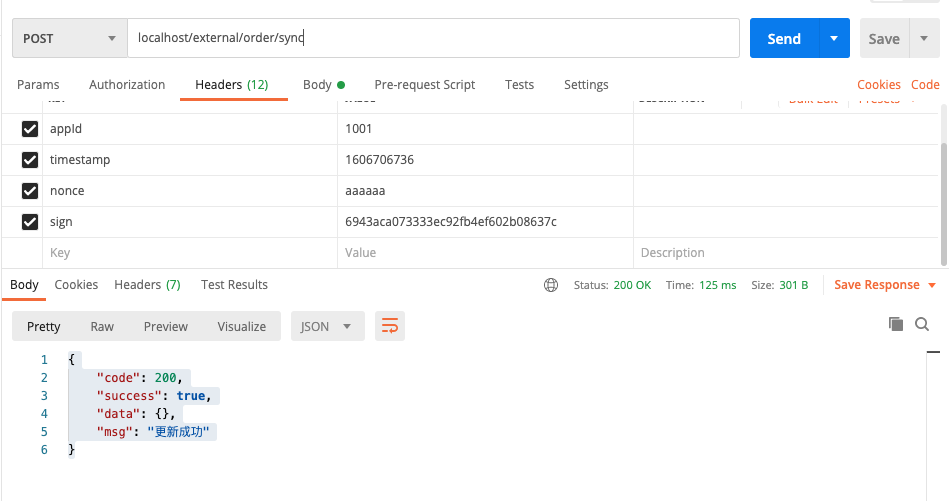 POST localhost/external/order/sync Send Save
Params Authorization Headers (12) Body Pre-request Script Tests Settings Cookies Code
appId 1001
timestamp 1606706736
nonce aaaaaa
sign 6943aca073333ec92fb4ef602b08637c
Key Value Description
Body Cookies Headers (7) Test Results Status: 200 OK Time: 125 ms Size: 301 B Save Response
Pretty Raw Preview Visualize JSON
1 {
2 "code": 200,
3 "success": true,
4 "data": {},
5 "msg": "更新成功"
6 }